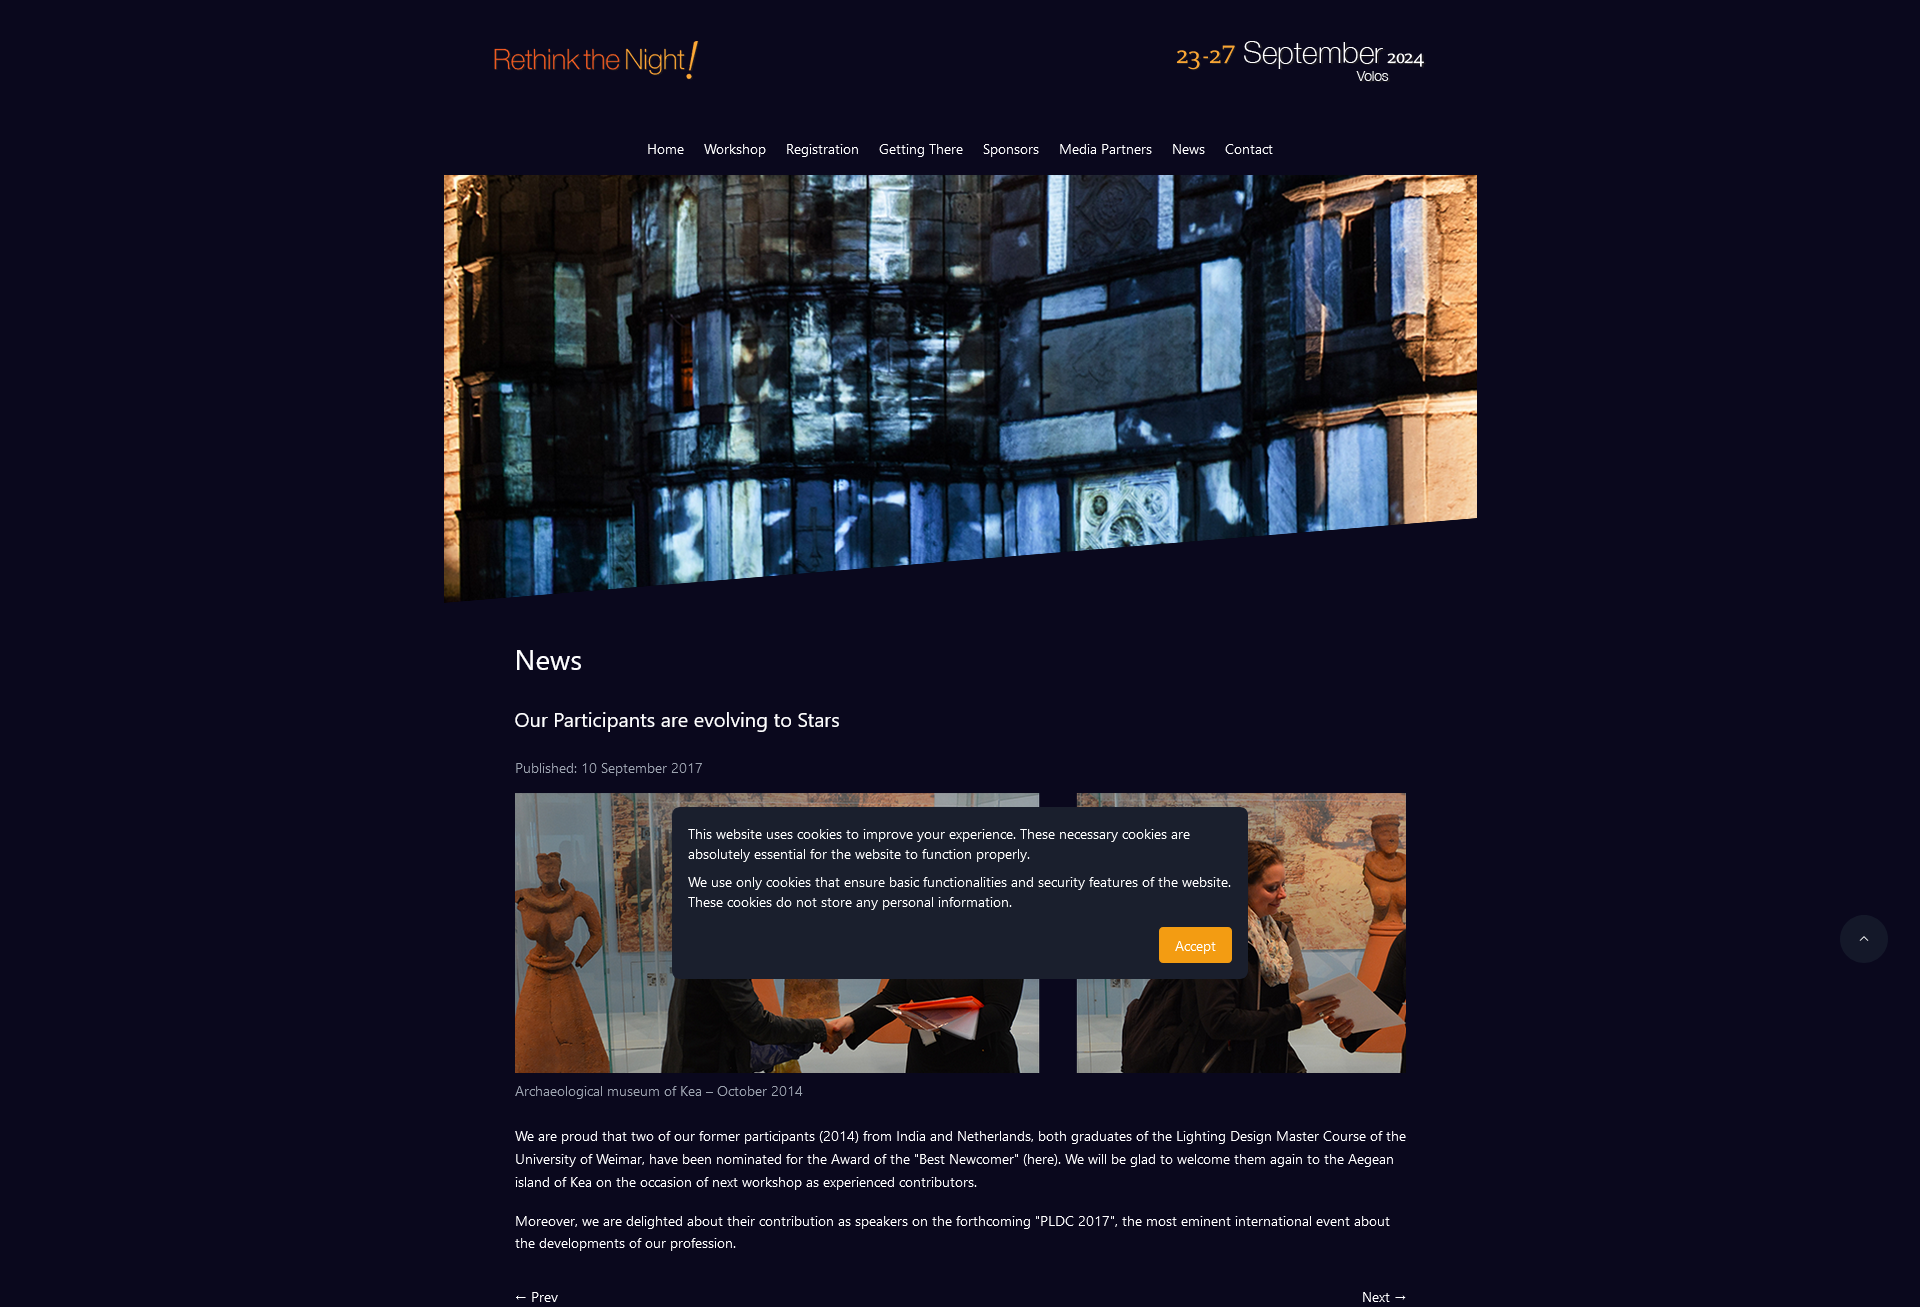 Rethink the Night!
23-27 September 2024
Volos
Home Workshop Registration Getting There Sponsors Media Partners News Contact
News
Our Participants are evolving to Stars
Published: 10 September 2017
This website uses cookies to improve your experience. These necessary cookies are
absolutely essential for the website to function properly.
We use only cookies that ensure basic functionalities and security features of the website.
These cookies do not store any personal information.
Accept
Archaeological museum of Kea – October 2014
We are proud that two of our former participants (2014) from India and Netherlands, both graduates of the Lighting Design Master Course of the
University of Weimar, have been nominated for the Award of the "Best Newcomer" (here). We will be glad to welcome them again to the Aegean
island of Kea on the occasion of next workshop as experienced contributors.
Moreover, we are delighted about their contribution as speakers on the forthcoming "PLDC 2017", the most eminent international event about
the developments of our profession.
← Prev Next →